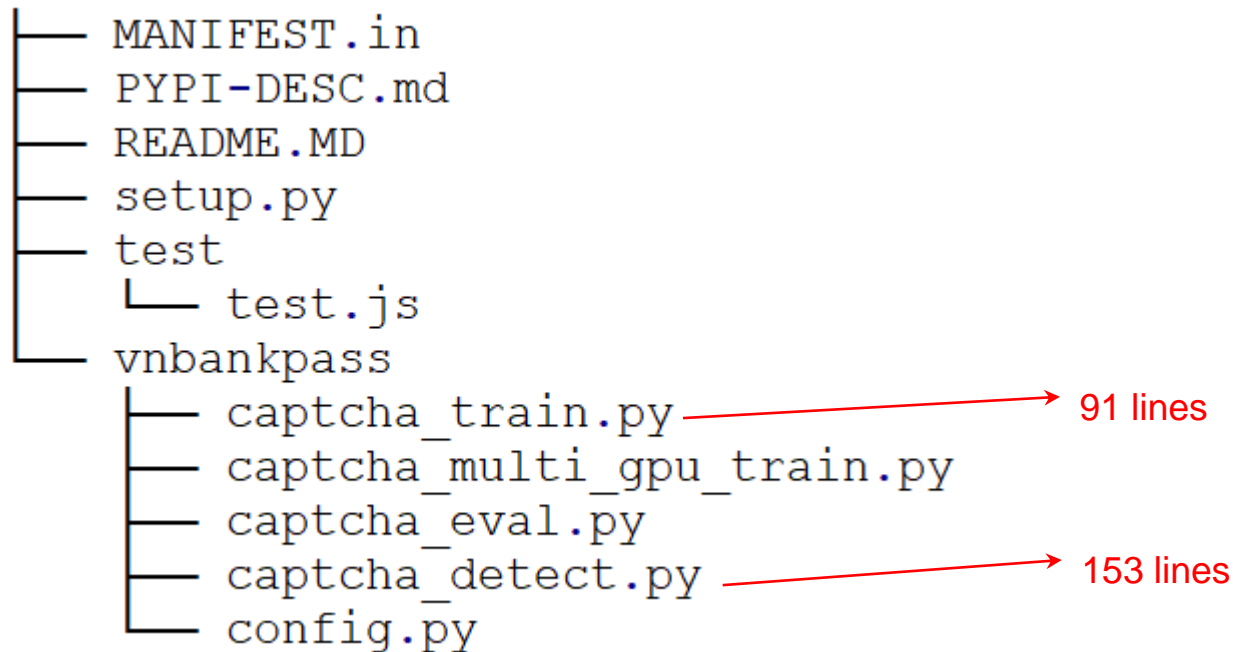 MANIFEST.in
PYPI-DESC.md
README.MD
setup.py
test
test.js
vnbankpass
captcha_train.py 91 lines
captcha_multi_gpu_train.py
captcha_eval.py
captcha_detect.py 153 lines
config.py